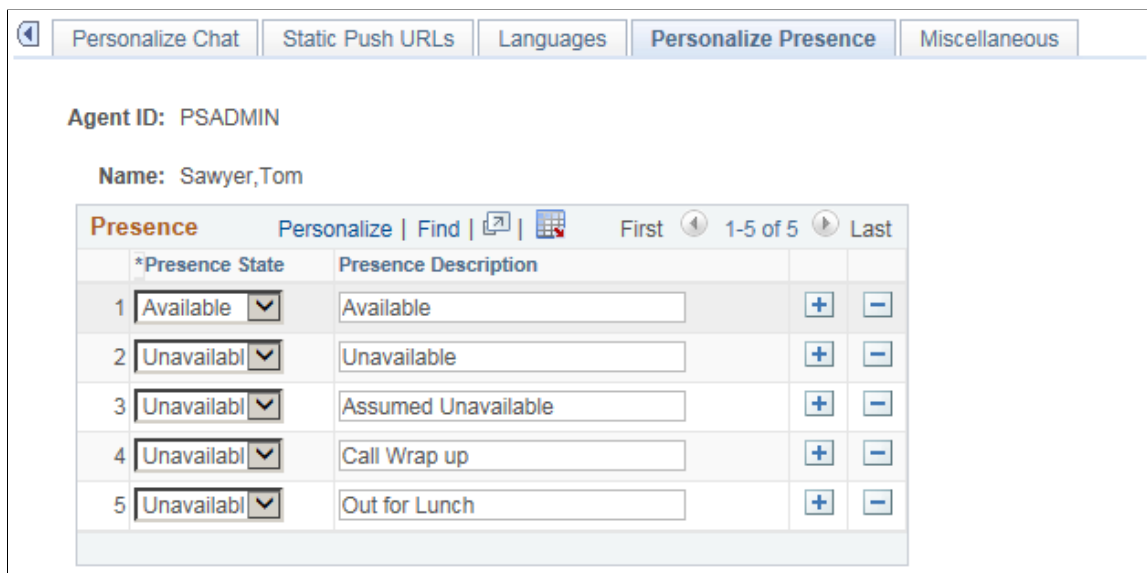 Personalize Chat Static Push URLs Languages Personalize Presence Miscellaneous
Agent ID: PSADMIN
Name: Sawyer,Tom
Presence Personalize | Find | | First 1-5 of 5 Last
*Presence State Presence Description
1 Available Available
2 Unavailabl Unavailable
3 Unavailabl Assumed Unavailable
4 Unavailabl Call Wrap up
5 Unavailabl Out for Lunch